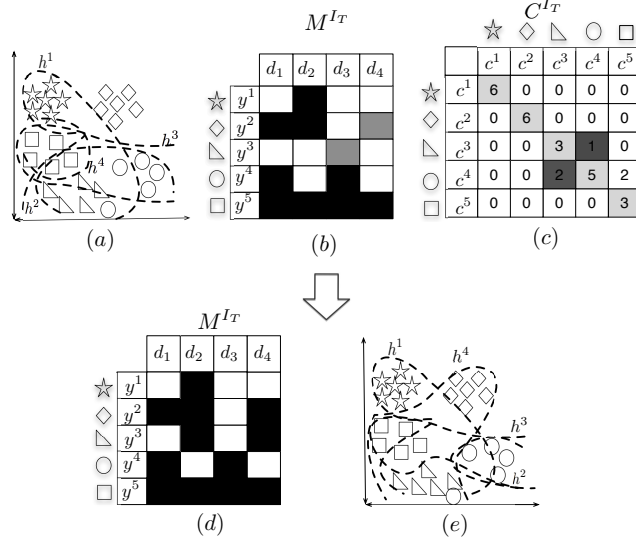 M^{I_T}
C^{I_T}
h^1
h^3
h^4
h^2
(a)
d_1 d_2 d_3 d_4
y^1
y^2
y^3
y^4
y^5
(b)
c^1 c^2 c^3 c^4 c^5
c^1 6 0 0 0 0
c^2 0 6 0 0 0
c^3 0 0 3 1 0
c^4 0 0 2 5 2
c^5 0 0 0 0 3
(c)
M^{I_T}
d_1 d_2 d_3 d_4
y^1
y^2
y^3
y^4
y^5
(d)
h^1
h^4
h^3
h^2
(e)